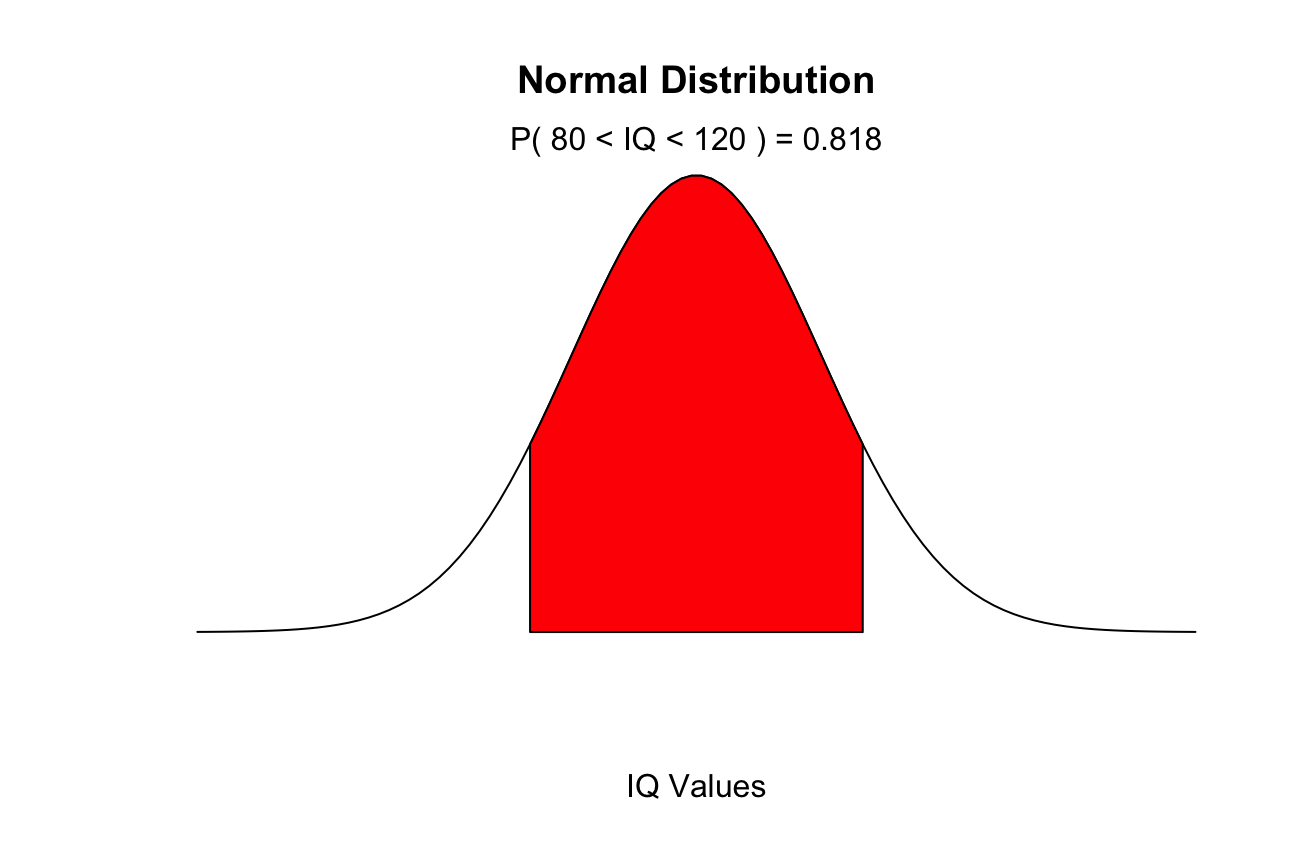 Normal Distribution
P( 80 < IQ < 120 ) = 0.818
IQ Values